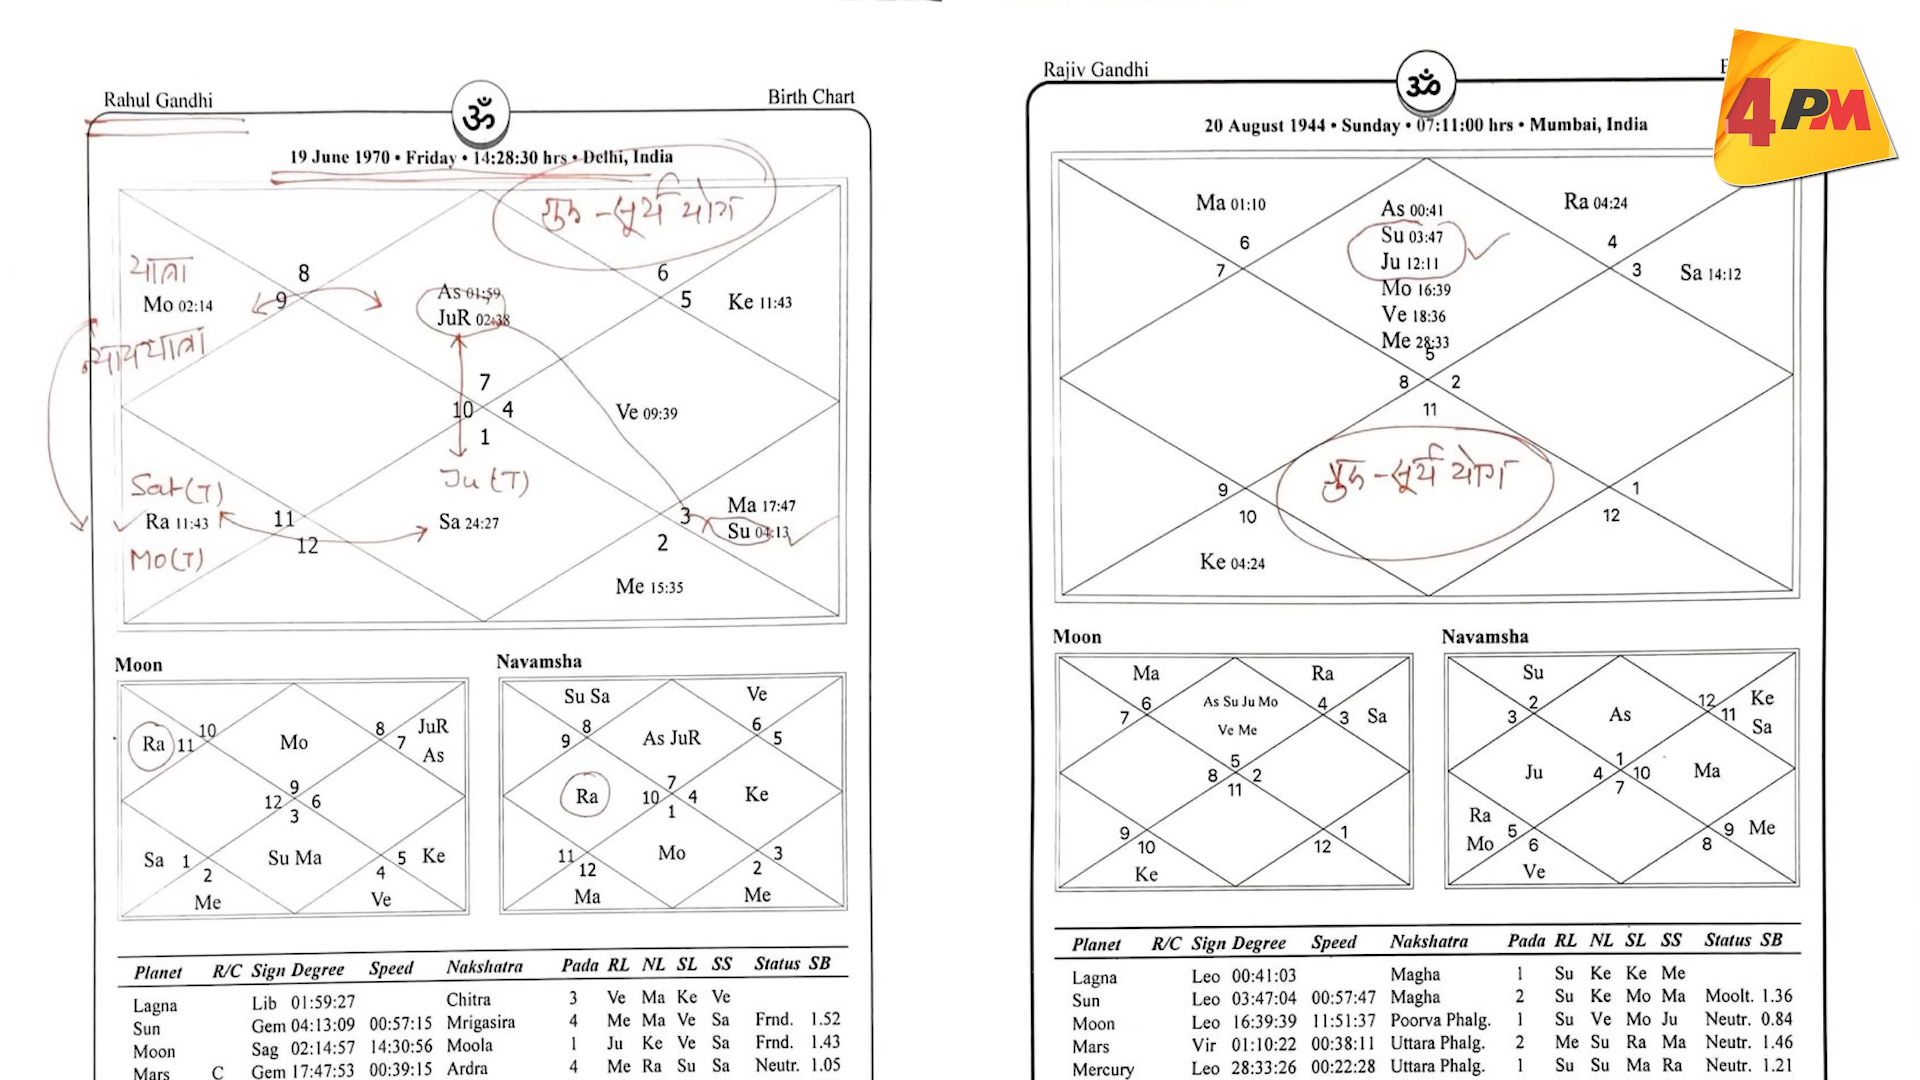 Rahul Gandhi
ॐ
Birth Chart
19 June 1970 • Friday • 14:28:30 hrs • Delhi, India
गुरु - सूर्य योग
यात्रा
Mo 02:14
8
9
न्याययात्रा
As 01:59
JuR 02:38
6
5
Ke 11:43
7
10
4
1
Ve 09:39
Ju (T)
Sat (T)
Ra 11:43
Mo (T)
11
12
Sa 24:27
3
2
Ma 17:47
Su 04:13
Me 15:35
Moon
Ra
11
10
Mo
8
7
JuR
As
9
12
6
3
Sa
1
2
Me
Su Ma
5
4
Ke
Ve
Navamsha
Su Sa
8
9
As JuR
Ve
6
5
Ra
7
10
4
1
Ke
11
12
Ma
Mo
3
2
Me
Planet R/C Sign Degree Speed Nakshatra Pada RL NL SL SS Status SB
Lagna Lib 01:59:27 Chitra 3 Ve Ma Ke Ve
Sun Gem 04:13:09 00:57:15 Mrigasira 4 Me Ma Ve Sa Frnd. 1.52
Moon Sag 02:14:57 14:30:56 Moola 1 Ju Ke Ve Sa Frnd. 1.43
Mars C Gem 17:47:53 00:39:15 Ardra 4 Me Ra Su Sa Neutr. 1.05
Rajiv Gandhi
ॐ
4PM
20 August 1944 • Sunday • 07:11:00 hrs • Mumbai, India
Ma 01:10
6
7
As 00:41
Su 03:47
Ju 12:11
Mo 16:39
Ve 18:36
Me 28:33
Ra 04:24
4
3
Sa 14:12
5
8
2
11
गुरु - सूर्य योग
9
10
Ke 04:24
1
12
Moon
Ma
6
7
As Su Ju Mo
Ve Me
Ra
4
3
Sa
5
8
2
11
9
10
Ke
1
12
Navamsha
Su
2
3
As
12
11
Ke
Sa
Ju
1
4
10
7
Ma
Ra
Mo
5
6
Ve
9
8
Me
Planet R/C Sign Degree Speed Nakshatra Pada RL NL SL SS Status SB
Lagna Leo 00:41:03 Magha 1 Su Ke Ke Me
Sun Leo 03:47:04 00:57:47 Magha 2 Su Ke Mo Ma Moolt. 1.36
Moon Leo 16:39:39 11:51:37 Poorva Phalg. 1 Su Ve Mo Ju Neutr. 0.84
Mars Vir 01:10:22 00:38:11 Uttara Phalg. 2 Me Su Ra Ma Neutr. 1.46
Mercury Leo 28:33:26 00:22:28 Uttara Phalg. 1 Su Su Ma Ra Neutr. 1.21